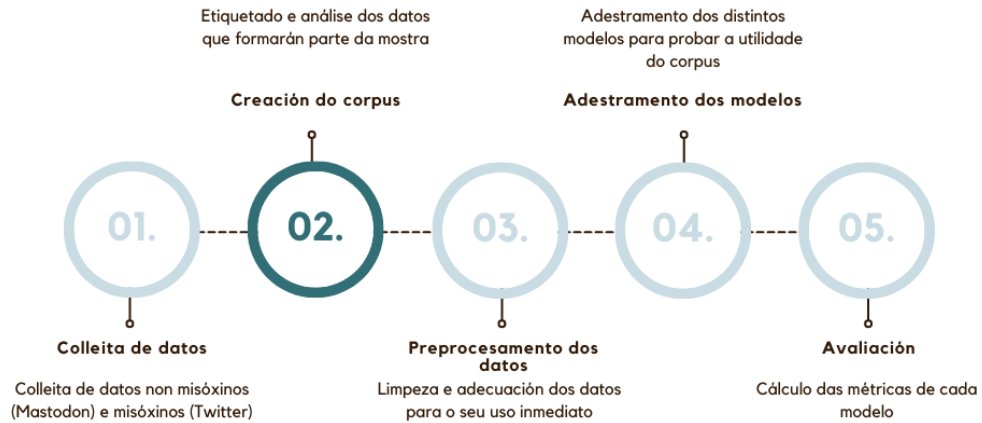 Etiquetado e análise dos datos
que formarán parte da mostra
Creación do corpus
Adestramento dos distintos
modelos para probar a utilidade
do corpus
Adestramento dos modelos
01.
02.
03.
04.
05.
Colleita de datos
Colleita de datos non misóxinos
(Mastodon) e misóxinos (Twitter)
Preprocesamento dos
datos
Limpeza e adecuación dos datos
para o seu uso inmediato
Avaliación
Cálculo das métricas de cada
modelo